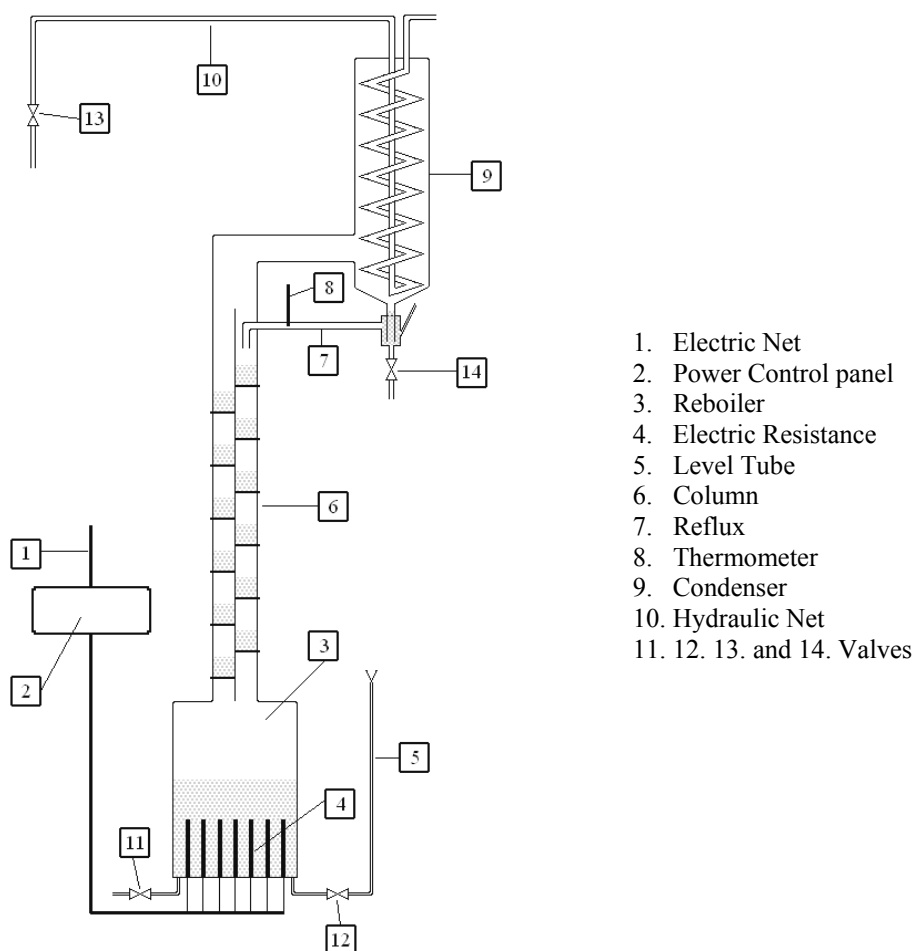 10
13
9
8
7
14
6
1
2
3
5
4
11
12
1. Electric Net
2. Power Control panel
3. Reboiler
4. Electric Resistance
5. Level Tube
6. Column
7. Reflux
8. Thermometer
9. Condenser
10. Hydraulic Net
11. 12. 13. and 14. Valves